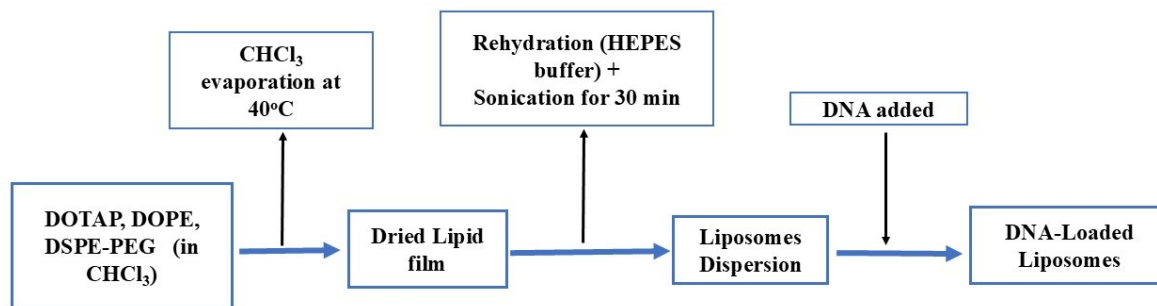 CHCl₃
evaporation at
40ᵒC
Rehydration (HEPES
buffer) +
Sonication for 30 min
DNA added
DOTAP, DOPE,
DSPE-PEG (in
CHCl₃)
Dried Lipid
film
Liposomes
Dispersion
DNA-Loaded
Liposomes